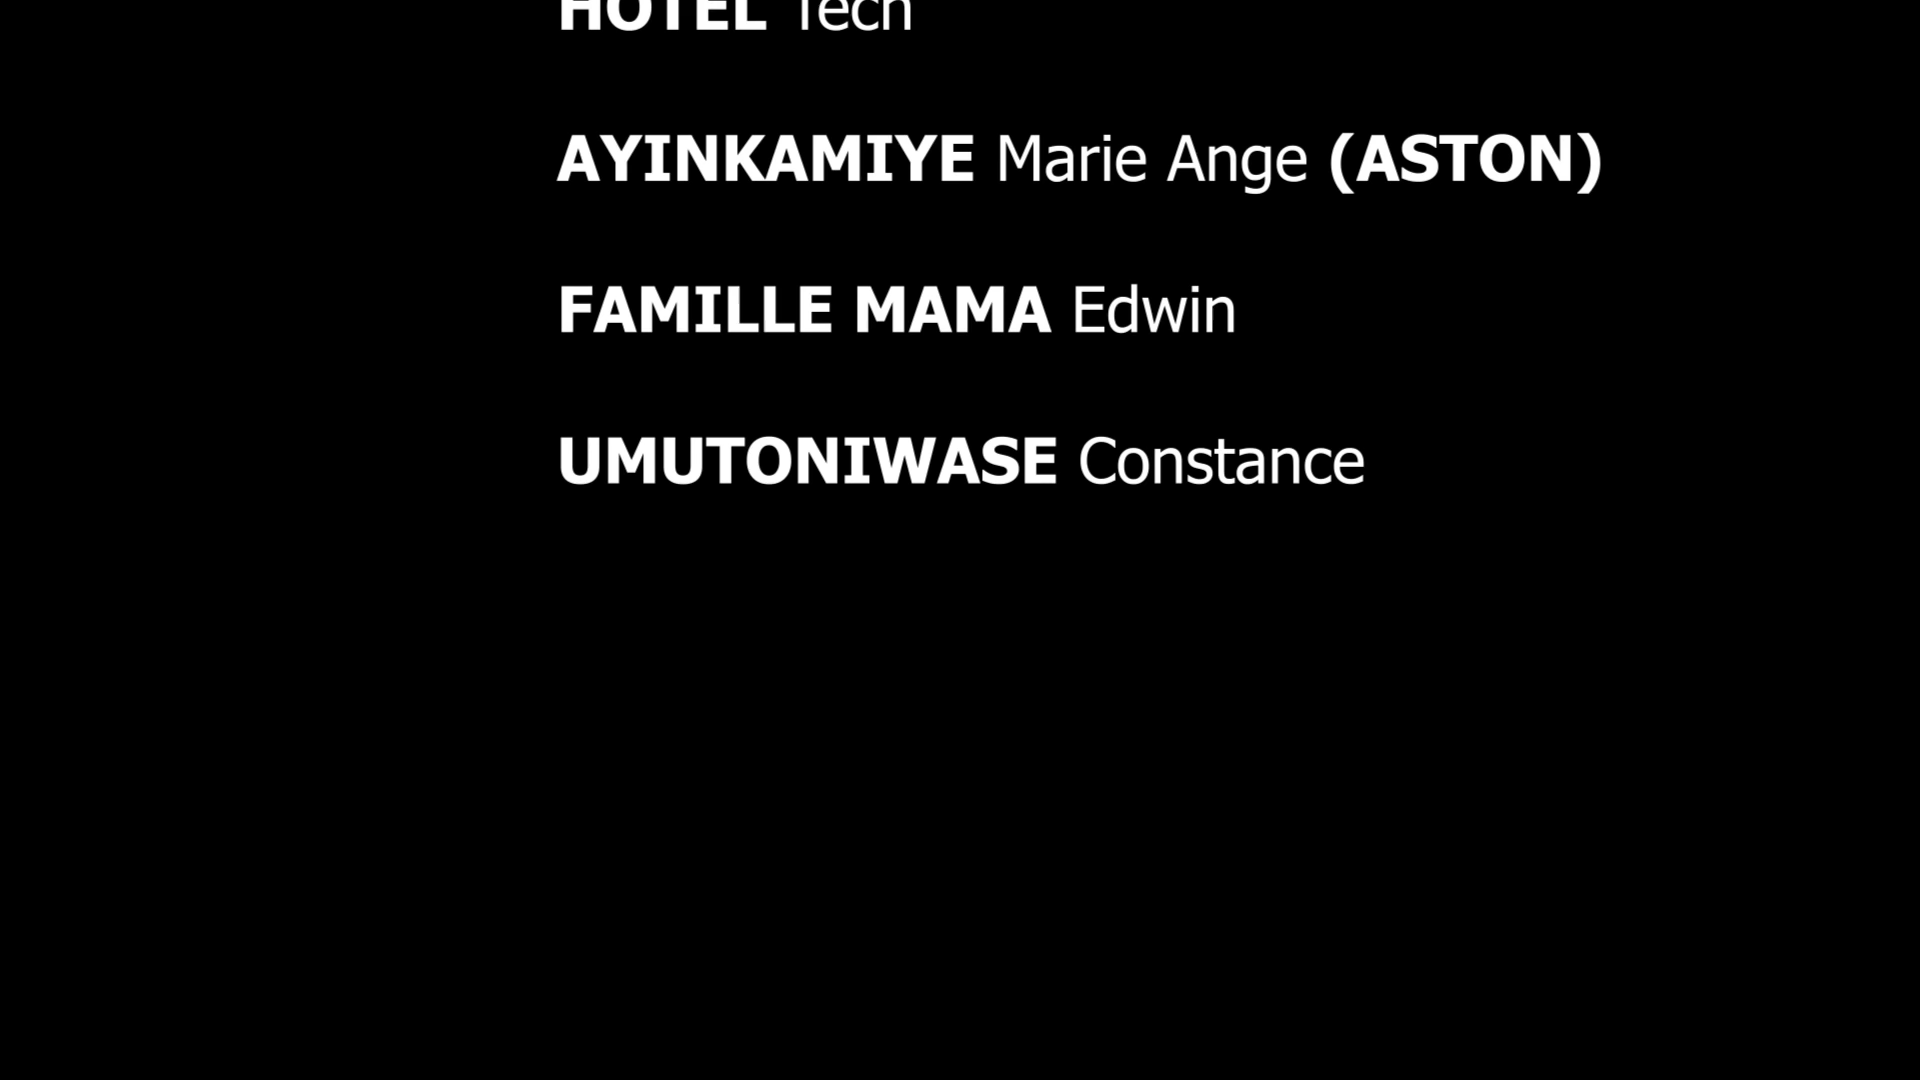 HOTEL Tech
AYINKAMIYE Marie Ange (ASTON)
FAMILLE MAMA Edwin
UMUTONIWASE Constance